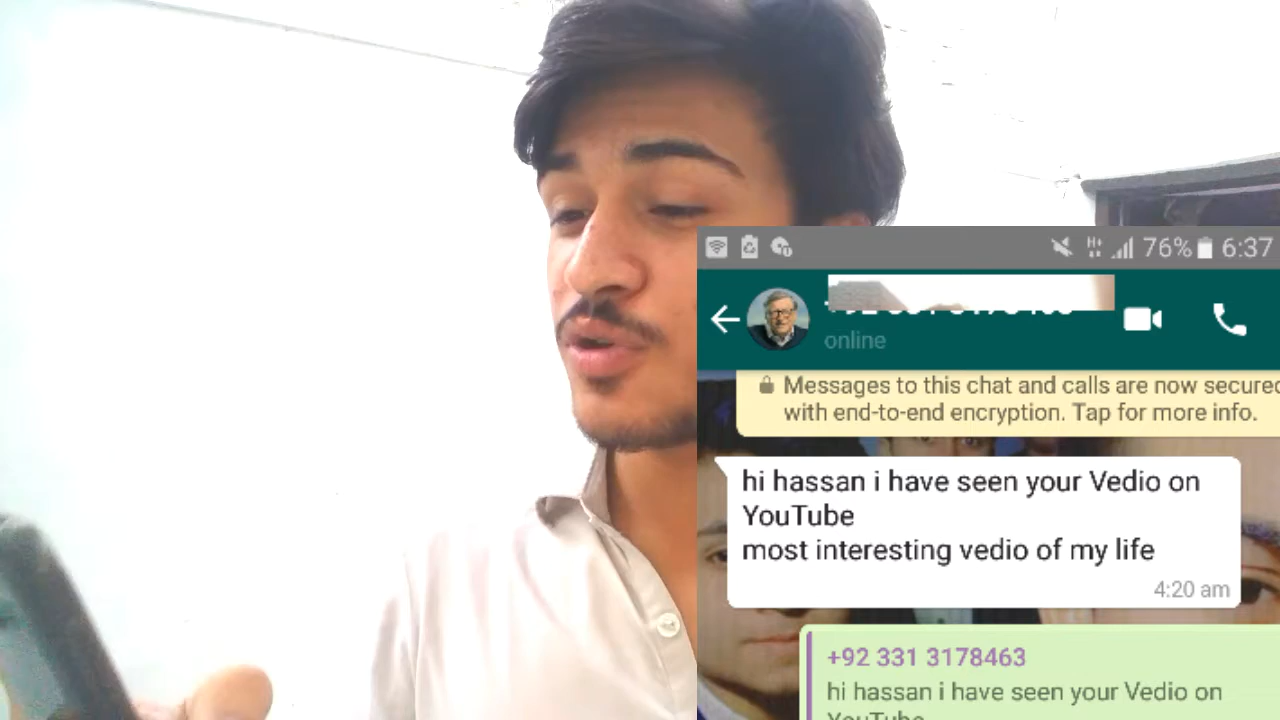 76% 6:37
online
Messages to this chat and calls are now secured
with end-to-end encryption. Tap for more info.
hi hassan i have seen your Vedio on
YouTube
most interesting vedio of my life
4:20 am
+92 331 3178463
hi hassan i have seen your Vedio on
YouTube